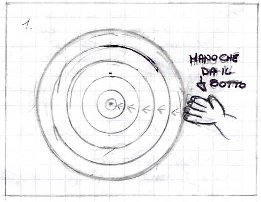 1.
MANO CHE
DA IL
BOTTO